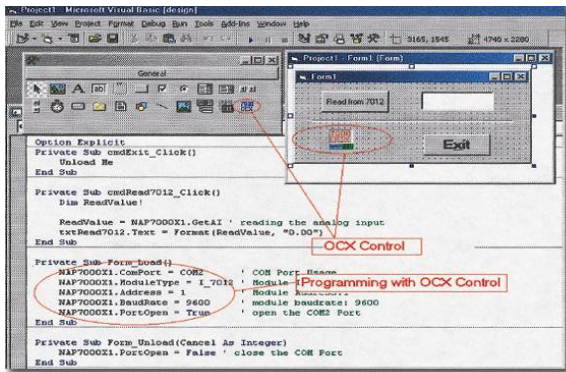 Project1 - Microsoft Visual Basic [design]
File Edit View Project Format Debug Run Tools Add-Ins Window Help
3165, 1545
4740 x 2280
General
A
ab|
Project1 - Form1 (Form)
Form1
Read from 7012
Exit
Option Explicit
Private Sub cmdExit_Click()
Unload Me
End Sub
Private Sub cmdRead7012_Click()
Dim ReadValue!
ReadValue = NAP7000X1.GetAI ' reading the analog input
txtRead7012.Text = Format(ReadValue, "0.00")
End Sub
OCX Control
Private Sub Form_Load()
NAP7000X1.ComPort = COM2 ' COM Port Usage
NAP7000X1.ModuleType = I_7012 ' Module
Programming with OCX Control
NAP7000X1.Address = 1 ' Module
NAP7000X1.BaudRate = 9600 ' module baudrate: 9600
NAP7000X1.PortOpen = True ' open the COM2 Port
End Sub
Private Sub Form_Unload(Cancel As Integer)
NAP7000X1.PortOpen = False ' close the COM Port
End Sub